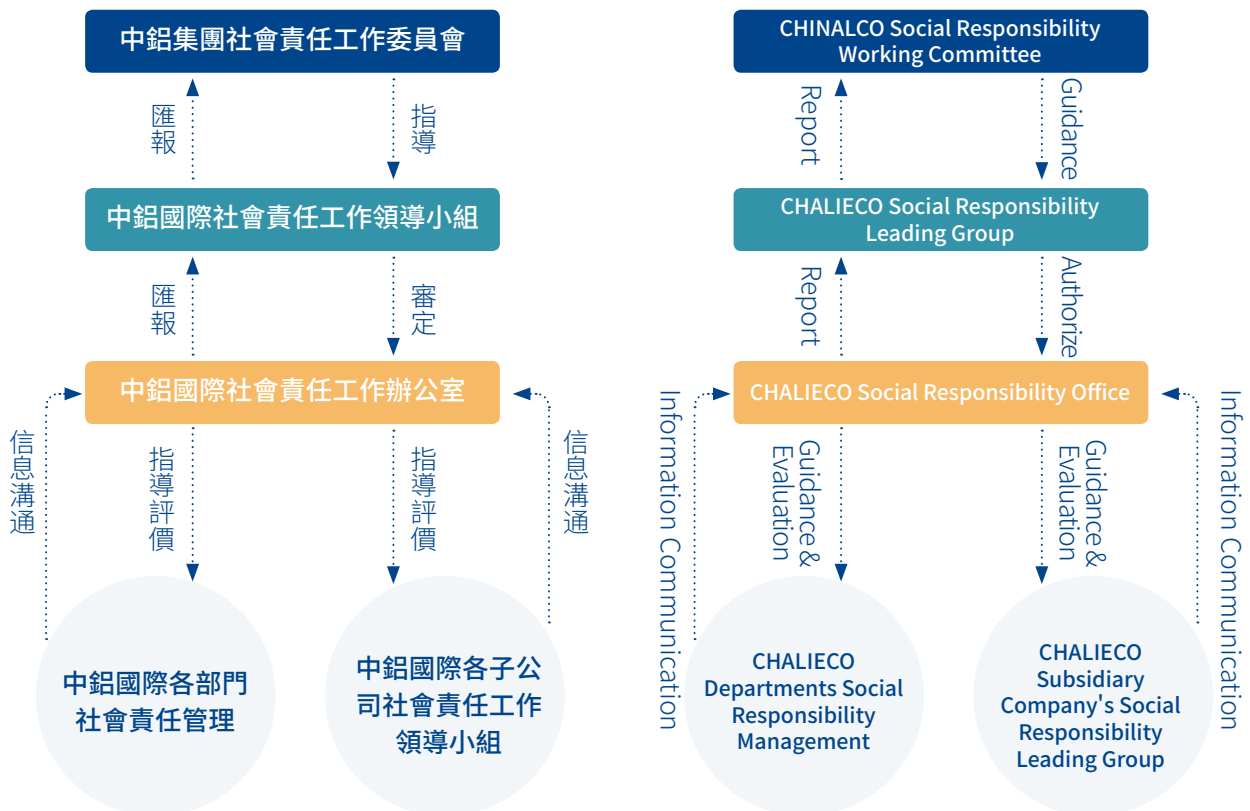 中鋁集團社會責任工作委員會
匯報
指導
中鋁國際社會責任工作領導小組
匯報
審定
中鋁國際社會責任工作辦公室
信息溝通
指導評價
指導評價
信息溝通
中鋁國際各部門
社會責任管理
中鋁國際各子公
司社會責任工作
領導小組
CHINALCO Social Responsibility
Working Committee
Report
Guidance
CHALIECO Social Responsibility
Leading Group
Report
Authorize
CHALIECO Social Responsibility Office
Information Communication
Guidance &
Evaluation
Guidance &
Evaluation
Information Communication
CHALIECO
Departments Social
Responsibility
Management
CHALIECO
Subsidiary
Company's Social
Responsibility
Leading Group